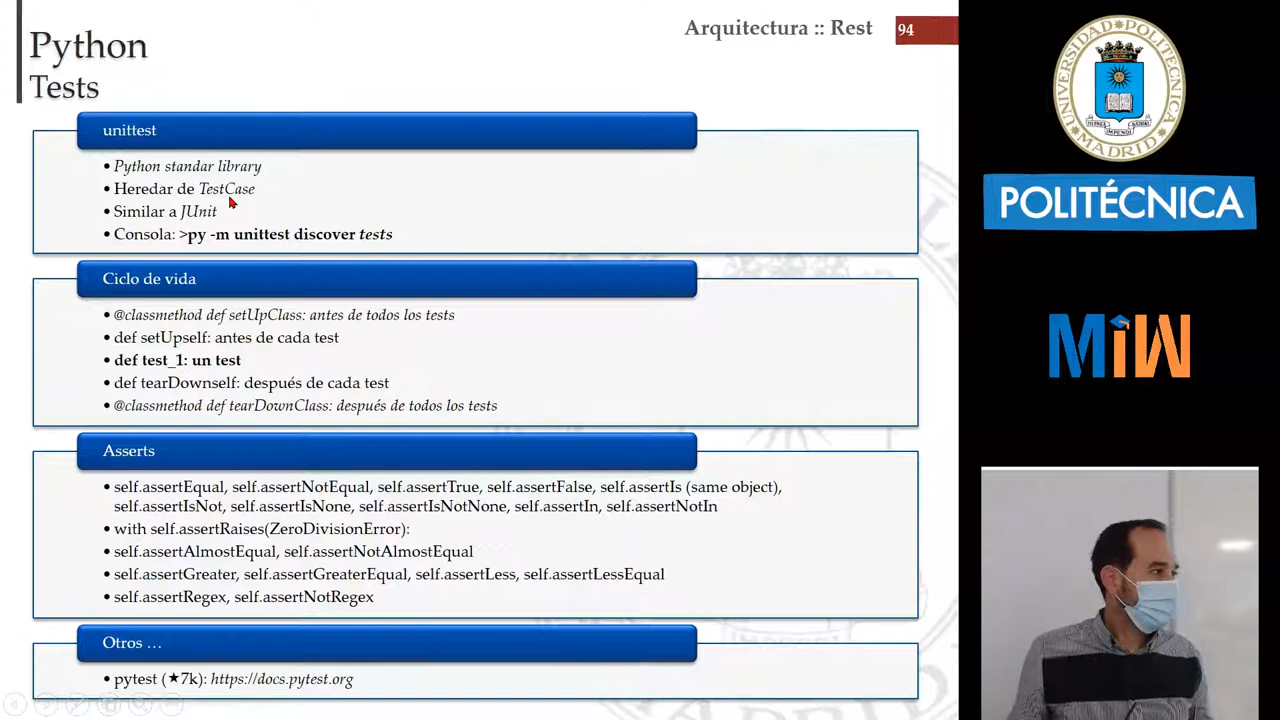 Arquitectura :: Rest
94
Python
Tests
unittest
• Python standar library
• Heredar de TestCase
• Similar a JUnit
• Consola: >py -m unittest discover tests
Ciclo de vida
• @classmethod def setUpClass: antes de todos los tests
• def setUpself: antes de cada test
• def test_1: un test
• def tearDownself: después de cada test
• @classmethod def tearDownClass: después de todos los tests
Asserts
• self.assertEqual, self.assertNotEqual, self.assertTrue, self.assertFalse, self.assertIs (same object),
self.assertIsNot, self.assertIsNone, self.assertIsNotNone, self.assertIn, self.assertNotIn
• with self.assertRaises(ZeroDivisionError):
• self.assertAlmostEqual, self.assertNotAlmostEqual
• self.assertGreater, self.assertGreaterEqual, self.assertLess, self.assertLessEqual
• self.assertRegex, self.assertNotRegex
Otros …
• pytest (★7k): https://docs.pytest.org
UNIVERSIDAD POLITÉCNICA
MADRID
POLITÉCNICA
MiW